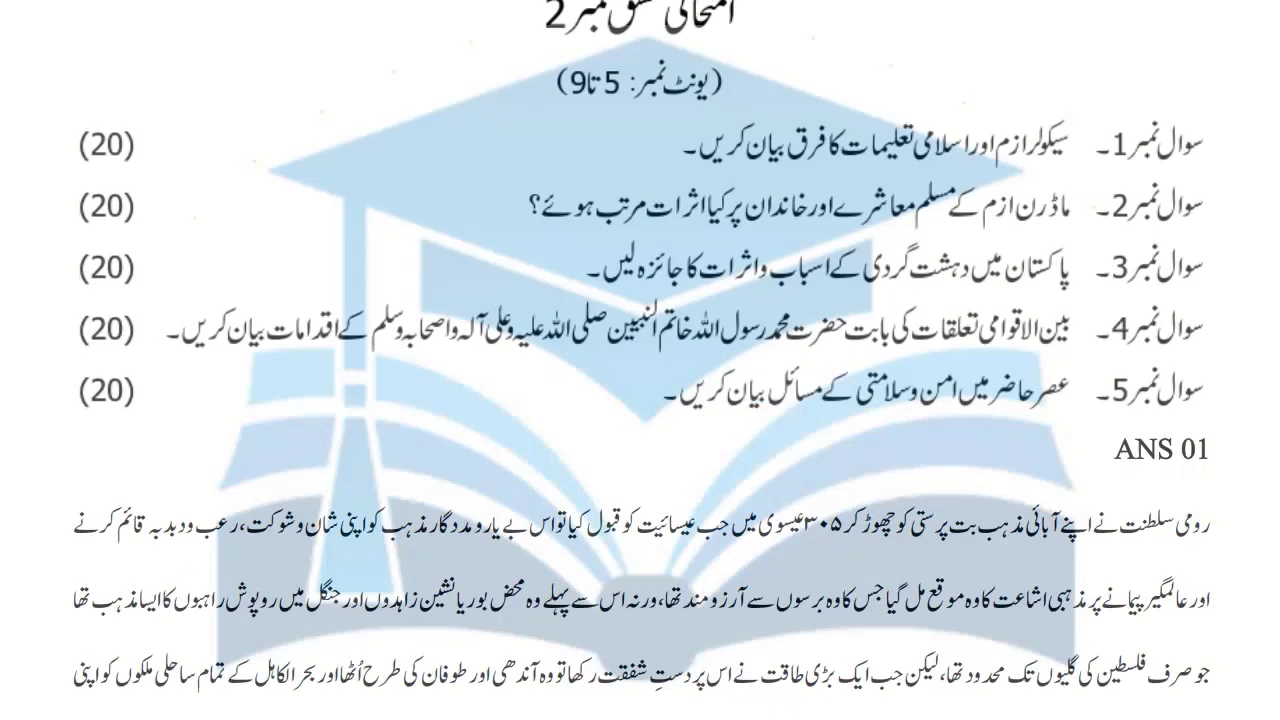 امتحانی مشق نمبر 2
(یونٹ نمبر: 5 تا 9)
سوال نمبر 1۔ سیکولرازم اور اسلامی تعلیمات کا فرق بیان کریں۔ (20)
سوال نمبر 2۔ ماڈرن ازم کے مسلم معاشرے اور خاندان پر کیا اثرات مرتب ہوئے؟ (20)
سوال نمبر 3۔ پاکستان میں دہشت گردی کے اسباب و اثرات کا جائزہ لیں۔ (20)
سوال نمبر 4۔ بین الاقوامی تعلقات کی بابت حضرت محمد رسول اللہ خاتم النبیین صلی اللہ علیہ وعلی آلہ واصحابہ وسلم کے اقدامات بیان کریں۔ (20)
سوال نمبر 5۔ عصر حاضر میں امن وسلامتی کے مسائل بیان کریں۔ (20)
ANS 01
رومی سلطنت نے اپنے آبائی مذہب بت پرستی کو چھوڑ کر ۳۰۵ عیسوی میں جب عیسائیت کو قبول کیا تو اس بے یار و مددگار مذہب کو اپنی شان و شوکت، رعب و دبدبہ قائم کرنے
اور عالمگیر پیمانے پر مذہبی اشاعت کا وہ موقع مل گیا جس کا وہ برسوں سے آرزو مند تھا، ورنہ اس سے پہلے وہ محض بوریا نشین زاہدوں اور جنگل میں روپوش راہبوں کا ایسا مذہب تھا
جو صرف فلسطین کی گلیوں تک محدود تھا، لیکن جب ایک بڑی طاقت نے اس پر دستِ شفقت رکھا تو وہ آندھی اور طوفان کی طرح اُٹھا اور بحر الکاہل کے تمام ساحلی ملکوں کو اپنی